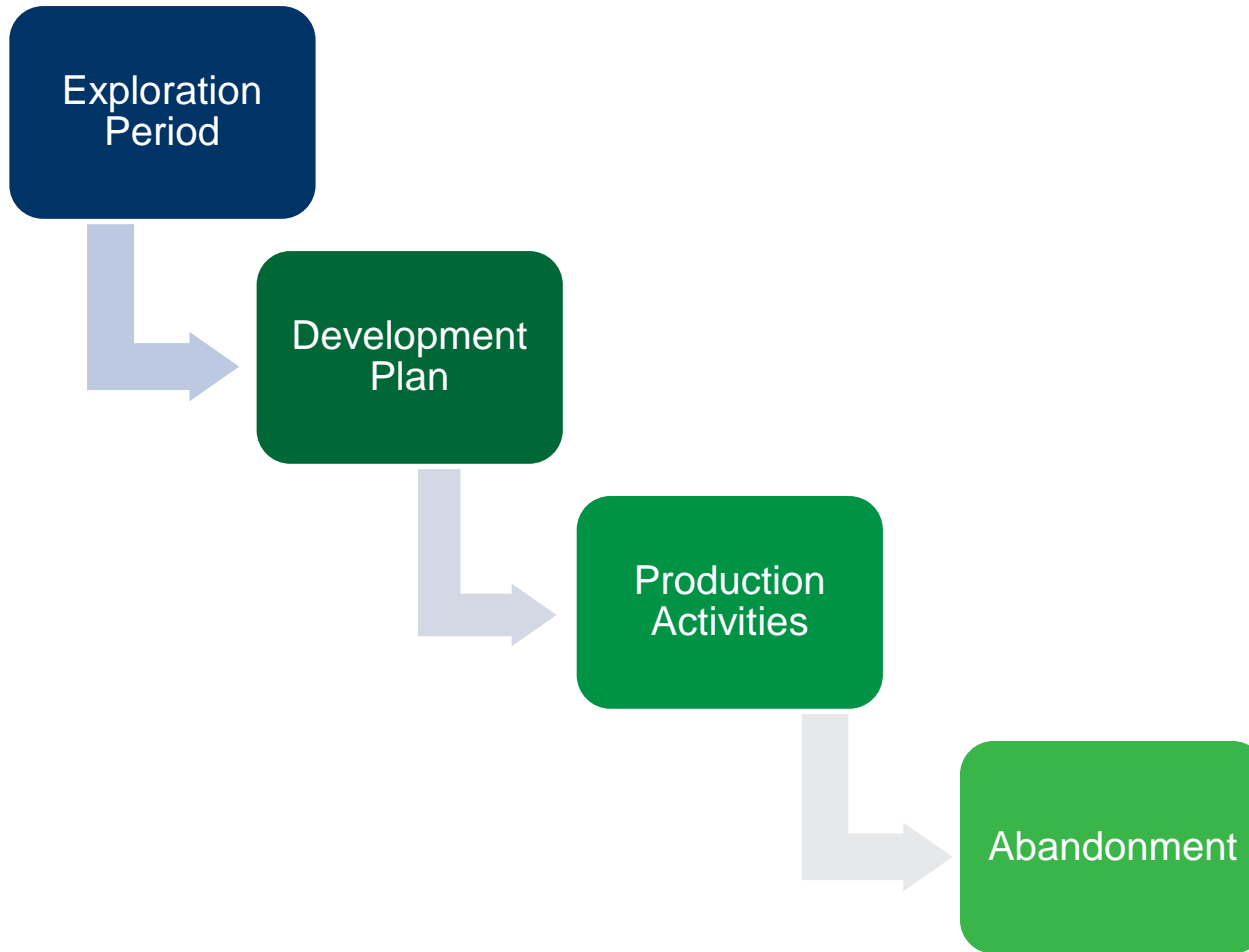 Exploration
Period
Development
Plan
Production
Activities
Abandonment